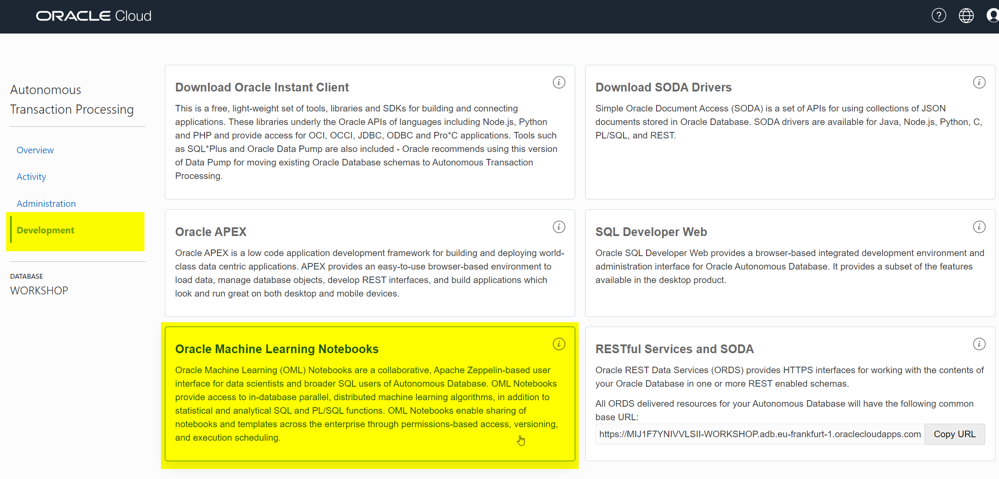 ORACLE Cloud
Autonomous
Transaction Processing
Overview
Activity
Administration
Development
DATABASE
WORKSHOP
Download Oracle Instant Client
This is a free, light-weight set of tools, libraries and SDKs for building and connecting
applications. These libraries underly the Oracle APIs of languages including Node.js, Python
and PHP and provide access for OCI, OCCI, JDBC, ODBC and Pro*C applications. Tools such
as SQL*Plus and Oracle Data Pump are also included - Oracle recommends using this version
of Data Pump for moving existing Oracle Database schemas to Autonomous Transaction
Processing.
Download SODA Drivers
Simple Oracle Document Access (SODA) is a set of APIs for using collections of JSON
documents stored in Oracle Database. SODA drivers are available for Java, Node.js, Python, C,
PL/SQL, and REST.
Oracle APEX
Oracle APEX is a low code application development framework for building and deploying world-
class data centric applications. APEX provides an easy-to-use browser-based environment to
load data, manage database objects, develop REST interfaces, and build applications which
look and run great on both desktop and mobile devices.
SQL Developer Web
Oracle SQL Developer Web provides a browser-based integrated development environment and
administration interface for Oracle Autonomous Database. It provides a subset of the features
available in the desktop product.
Oracle Machine Learning Notebooks
Oracle Machine Learning (OML) Notebooks are a collaborative, Apache Zeppelin-based user
interface for data scientists and broader SQL users of Autonomous Database. OML Notebooks
provide access to in-database parallel, distributed machine learning algorithms, in addition to
statistical and analytical SQL and PL/SQL functions. OML Notebooks enable sharing of
notebooks and templates across the enterprise through permissions-based access, versioning,
and execution scheduling.
RESTful Services and SODA
Oracle REST Data Services (ORDS) provides HTTPS interfaces for working with the contents of
your Oracle Database in one or more REST enabled schemas.
All ORDS delivered resources for your Autonomous Database will have the following common
base URL:
https://MIJ1F7YNIVVLSII-WORKSHOP.adb.eu-frankfurt-1.oraclecloudapps.com
Copy URL